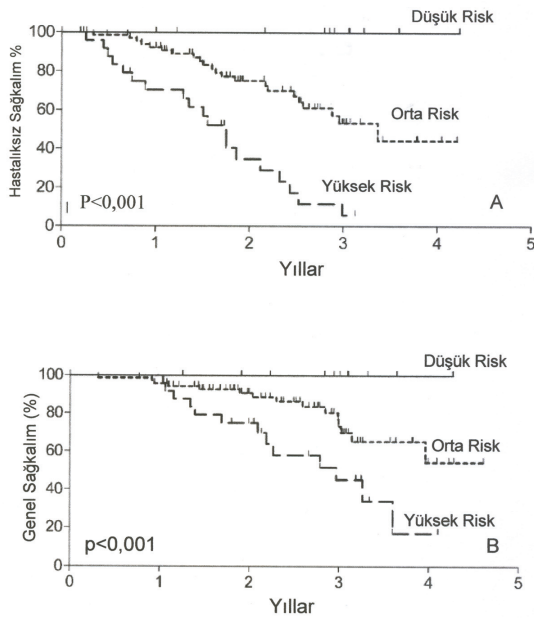 Hastalıksız Sağkalım %
100
80
60
40
20
0
Düşük Risk
Orta Risk
Yüksek Risk
P<0,001
A
0 1 2 3 4 5
Yıllar
Genel Sağkalım (%)
100
80
60
40
20
0
Düşük Risk
Orta Risk
Yüksek Risk
p<0,001
B
0 1 2 3 4 5
Yıllar